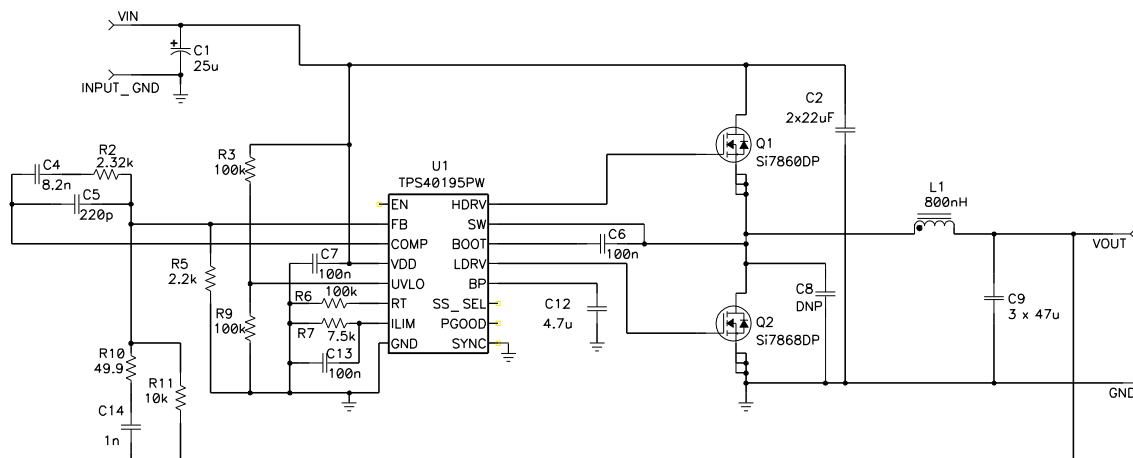 VIN
C1
25u
INPUT_GND
C2
2x22uF
Q1
Si7860DP
R3
100k
C4
8.2n
R2
2.32k
C5
220p
U1
TPS40195PW
EN
FB
COMP
VDD
UVLO
RT
ILIM
GND
HDRV
SW
BOOT
LDRV
BP
SS_SEL
PGOOD
SYNC
L1
800nH
VOUT
C6
100n
C7
100n
R5
2.2k
R6
100k
R9
100k
R7
7.5k
C13
100n
C12
4.7u
C8
DNP
C9
3 x 47u
Q2
Si7868DP
R10
49.9
R11
10k
C14
1n
GND